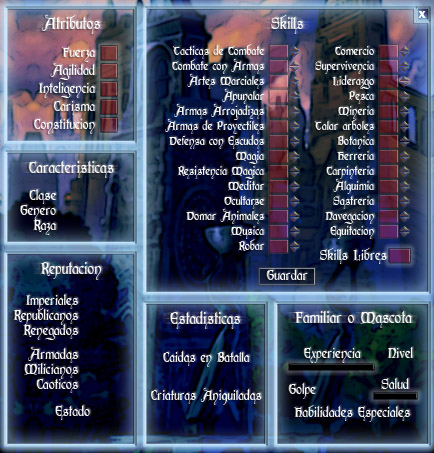 Atributos
Fuerza
Agilidad
Inteligencia
Carisma
Constitucion
Caracteristicas
Clase
Genero
Raza
Reputacion
Imperiales
Republicanos
Renegados
Armadas
Milicianos
Caoticos
Estado
Skills
x
Tacticas de Combate
Combate con Armas
Artes Marciales
Apuñalar
Armas Arrojadizas
Armas de Proyectiles
Defensa con Escudos
Magia
Resistencia Magica
Meditar
Ocultarse
Domar Animales
Musica
Robar
Comercio
Supervivencia
Liderazgo
Pesca
Mineria
Talar arboles
Botanica
Herreria
Carpinteria
Alquimia
Sastreria
Navegacion
Equitacion
Skills Libres
Guardar
Estadisticas
Caidas en Batalla
Criaturas Aniquiladas
Familiar o Mascota
Experiencia
Nivel
Golpe
Salud
Habilidades Especiales